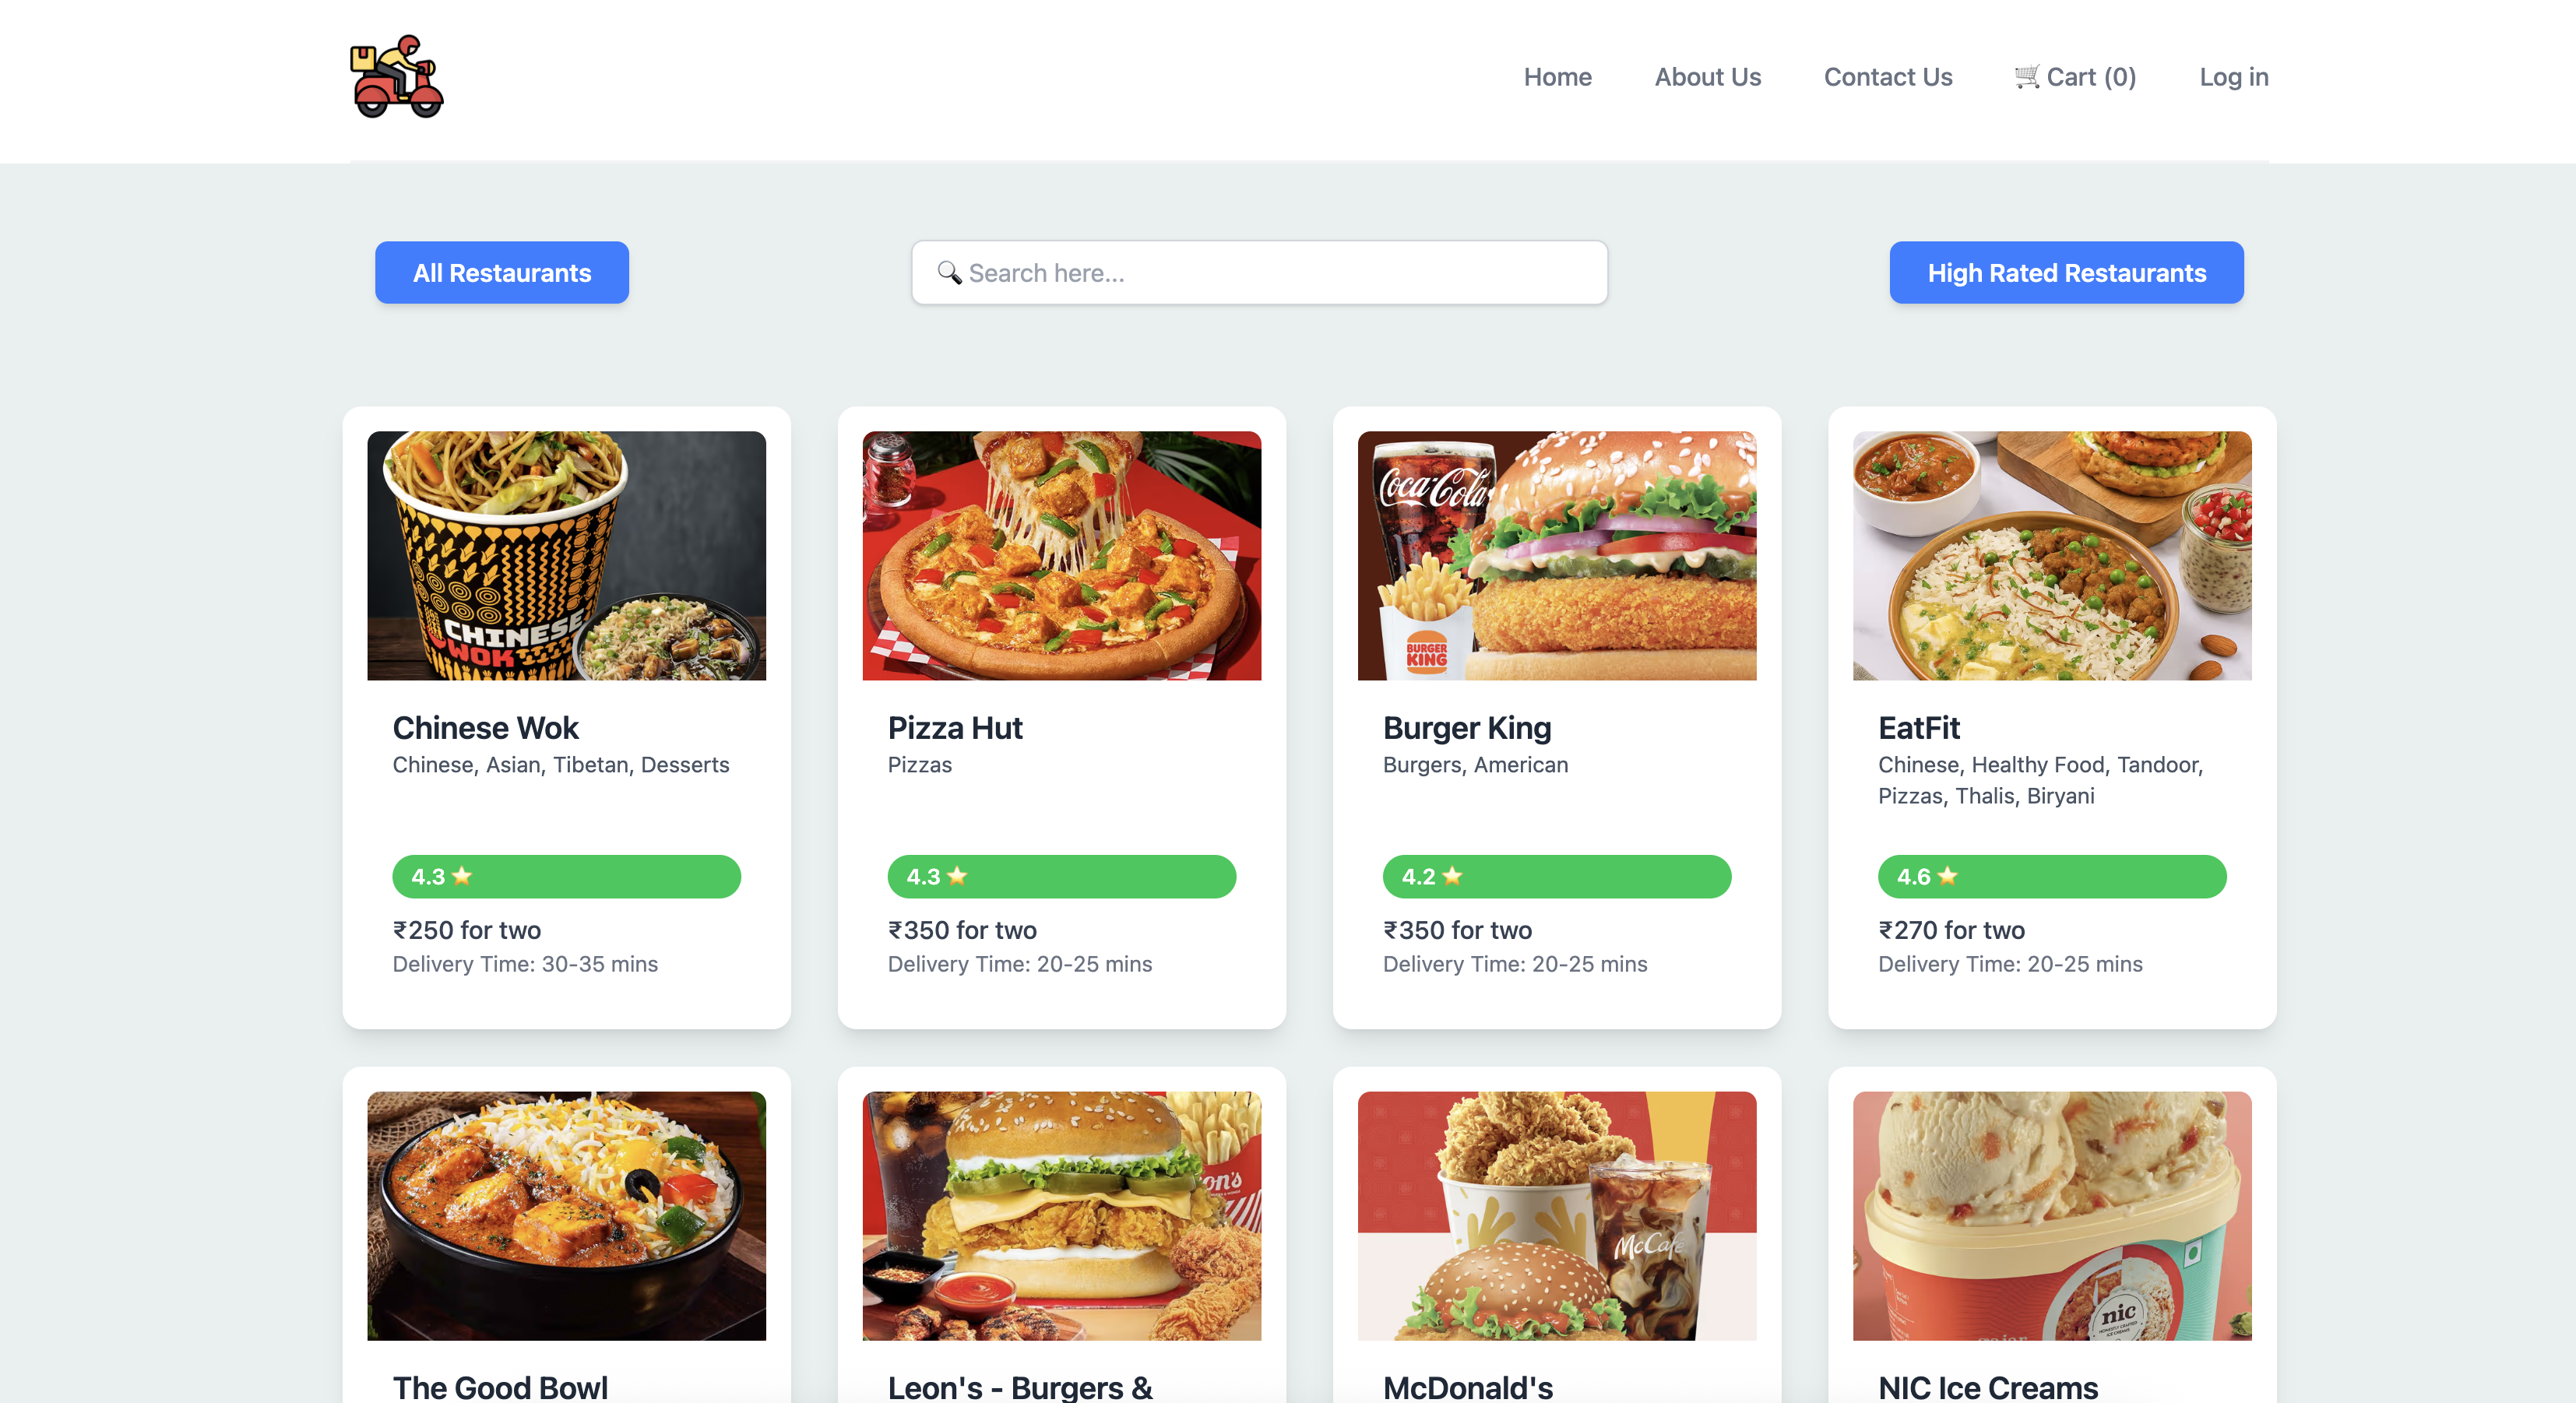 Home
About Us
Contact Us
🛒 Cart (0)
Log in
All Restaurants
🔍 Search here...
High Rated Restaurants
CHINESE
WOK
Coca-Cola
BURGER
KING
Chinese Wok
Chinese, Asian, Tibetan, Desserts
4.3 ⭐
₹250 for two
Delivery Time: 30-35 mins
Pizza Hut
Pizzas
4.3 ⭐
₹350 for two
Delivery Time: 20-25 mins
Burger King
Burgers, American
4.2 ⭐
₹350 for two
Delivery Time: 20-25 mins
EatFit
Chinese, Healthy Food, Tandoor,
Pizzas, Thalis, Biryani
4.6 ⭐
₹270 for two
Delivery Time: 20-25 mins
McCafé
nic
The Good Bowl
Leon's - Burgers &
McDonald's
NIC Ice Creams